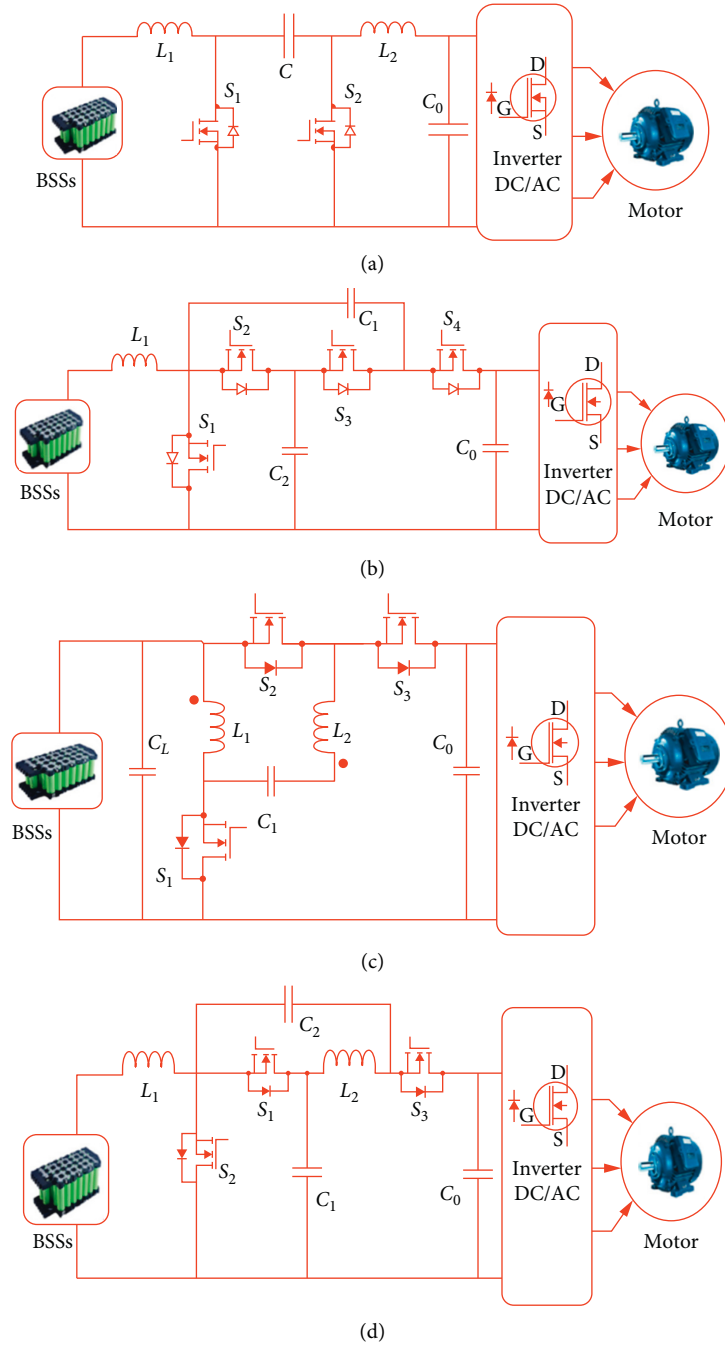 L1 C L2
S1 S2 C0
D
G
S
Inverter
DC/AC
BSSs
Motor
(a)
L1 S2 C1 S4
S3
S1
C2 C0
D
G
S
Inverter
DC/AC
BSSs
Motor
(b)
S2 S3
L1 L2
CL C0
C1
S1
D
G
S
Inverter
DC/AC
BSSs
Motor
(c)
C2
L1 S1 L2 S3
S2
C1 C0
D
G
S
Inverter
DC/AC
BSSs
Motor
(d)